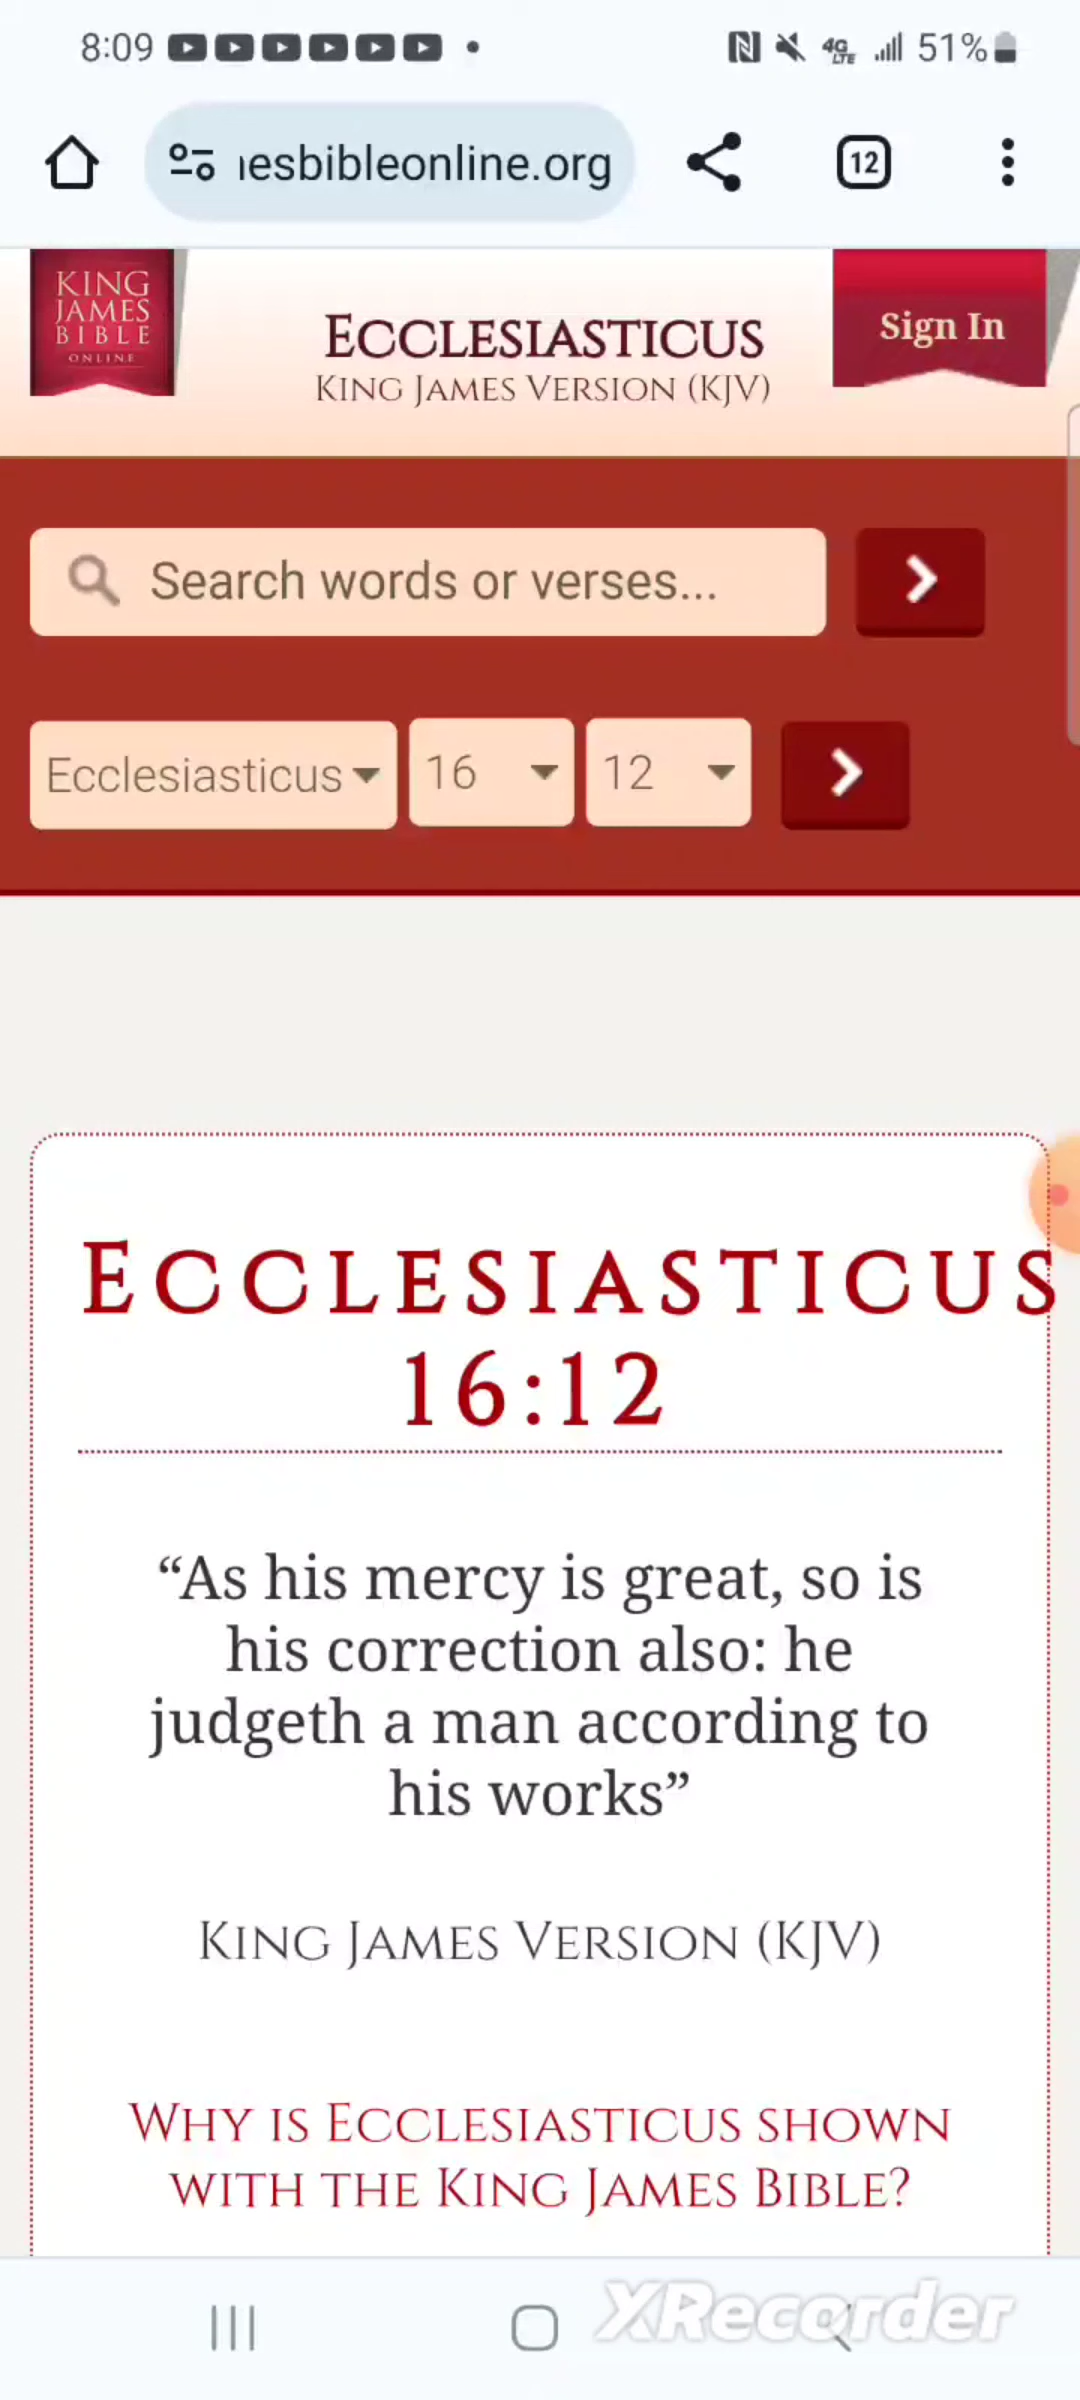 8:09
4G LTE 51%
nesbibleonline.org
12
KING
JAMES
BIBLE
ONLINE
ECCLESIASTICUS
KING JAMES VERSION (KJV)
Sign In
Search words or verses...
Ecclesiasticus 16 12
ECCLESIASTICUS
16:12
“As his mercy is great, so is
his correction also: he
judgeth a man according to
his works”
KING JAMES VERSION (KJV)
WHY IS ECCLESIASTICUS SHOWN
WITH THE KING JAMES BIBLE?
XRecorder